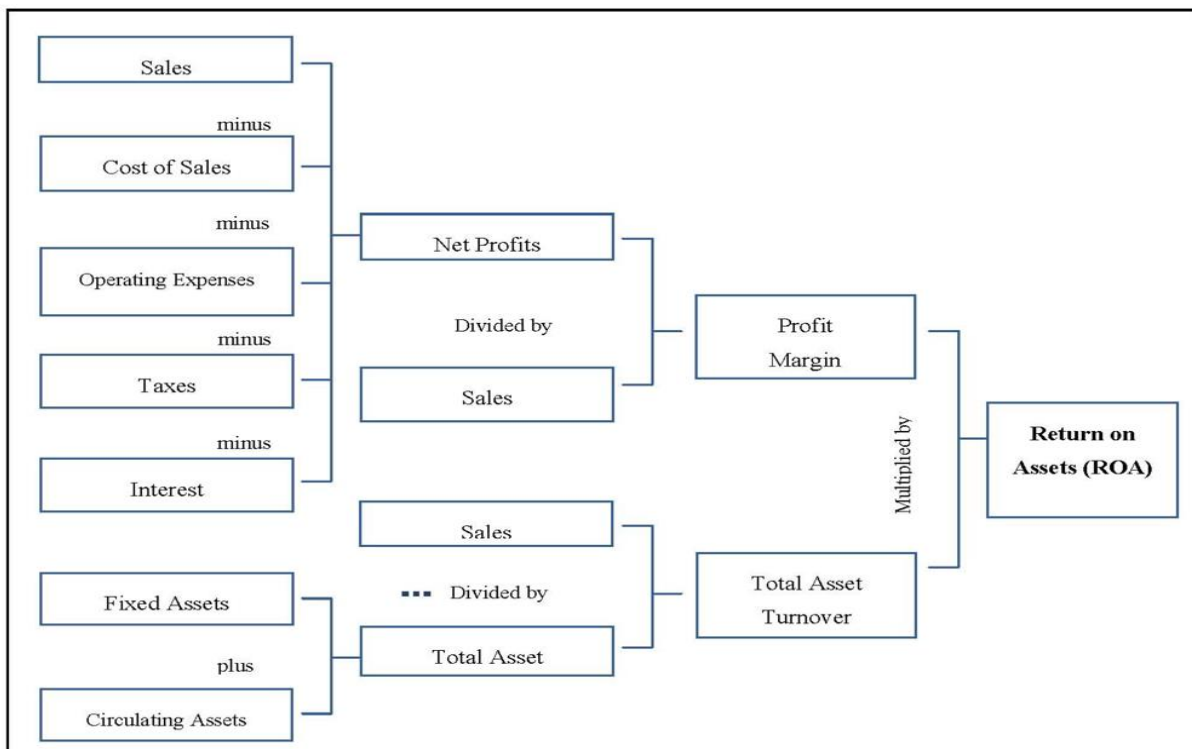 Sales
minus
Cost of Sales
minus
Operating Expenses
minus
Taxes
minus
Interest
Fixed Assets
plus
Circulating Assets
Net Profits
Divided by
Sales
Sales
Divided by
Total Asset
Profit
Margin
Multiplied by
Total Asset
Turnover
Return on
Assets (ROA)